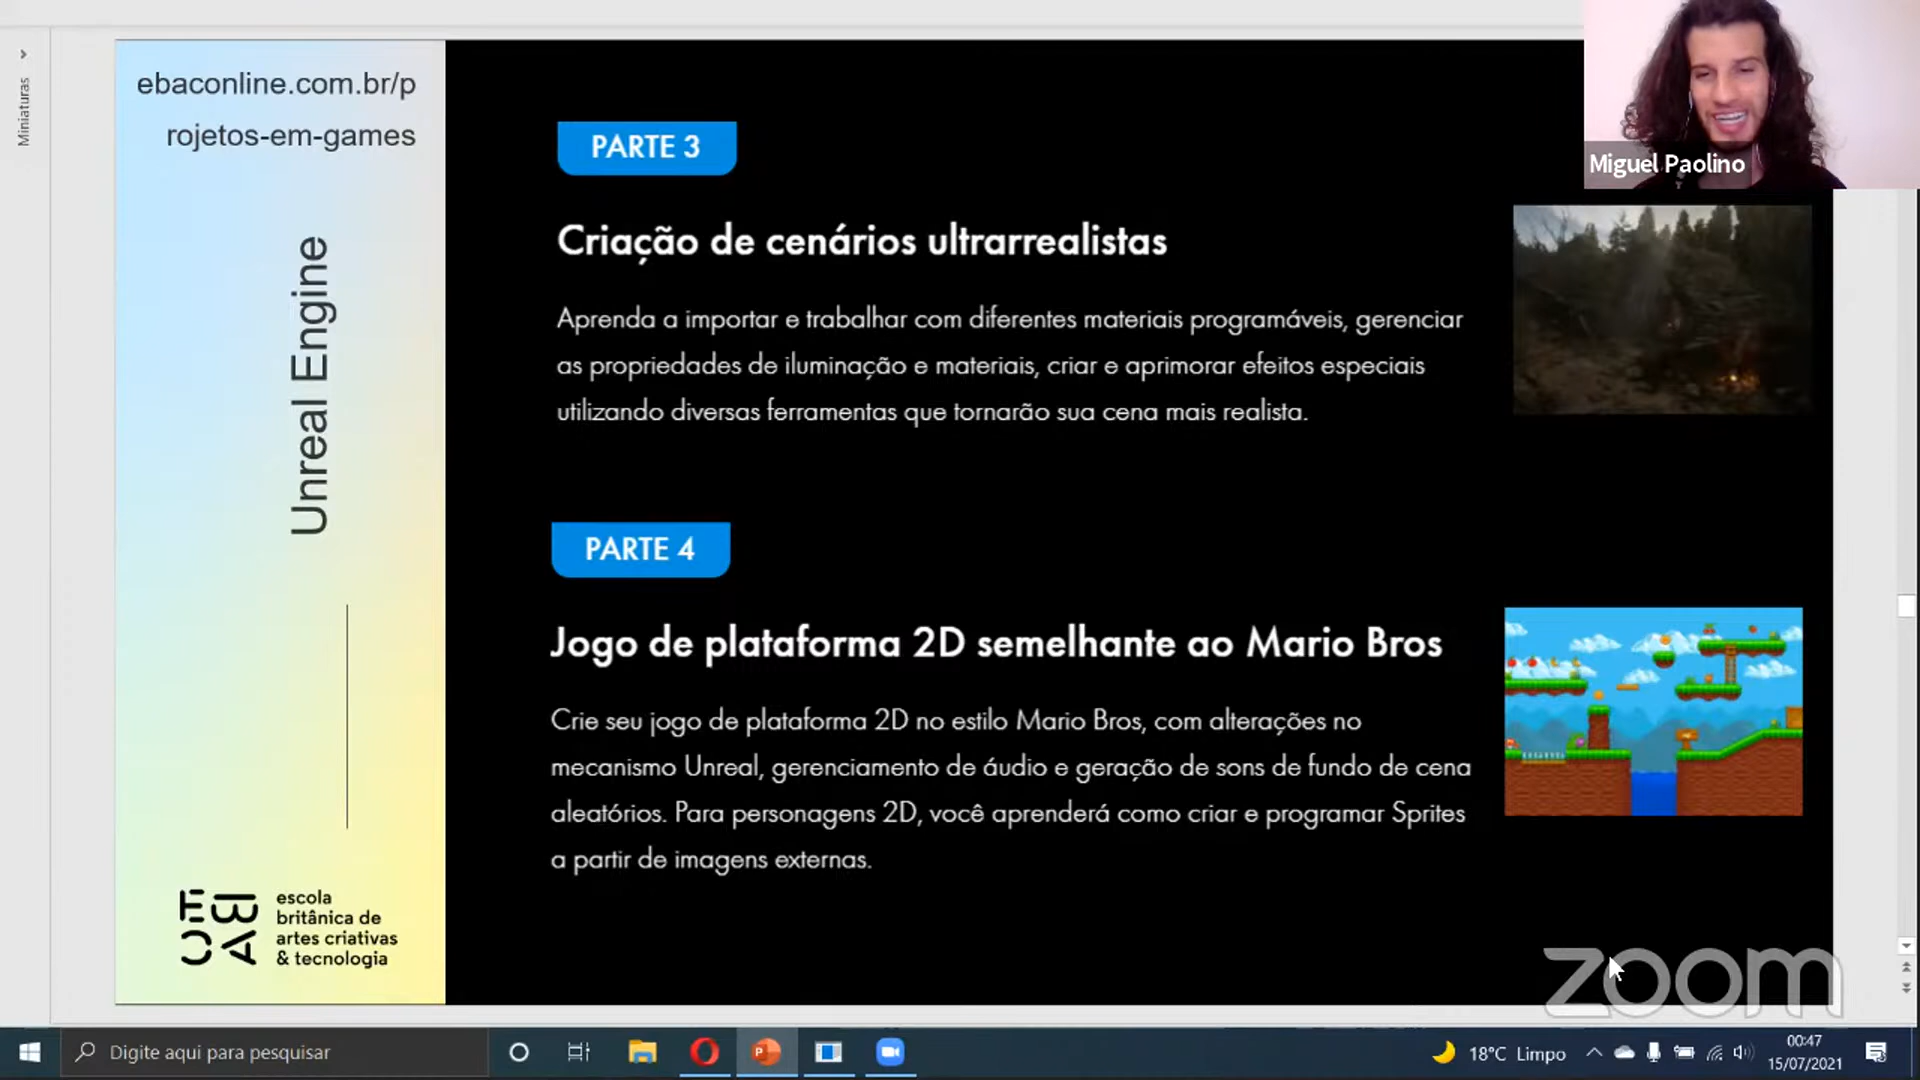 Miniaturas
ebaconline.com.br/p
rojetos-em-games
Unreal Engine
EBAC
escola
britânica de
artes criativas
& tecnologia
PARTE 3
Criação de cenários ultrarrealistas
Aprenda a importar e trabalhar com diferentes materiais programáveis, gerenciar
as propriedades de iluminação e materiais, criar e aprimorar efeitos especiais
utilizando diversas ferramentas que tornarão sua cena mais realista.
PARTE 4
Jogo de plataforma 2D semelhante ao Mario Bros
Crie seu jogo de plataforma 2D no estilo Mario Bros, com alterações no
mecanismo Unreal, gerenciamento de áudio e geração de sons de fundo de cena
aleatórios. Para personagens 2D, você aprenderá como criar e programar Sprites
a partir de imagens externas.
Miguel Paolino
zoom
Digite aqui para pesquisar
18°C Limpo
00:47
15/07/2021